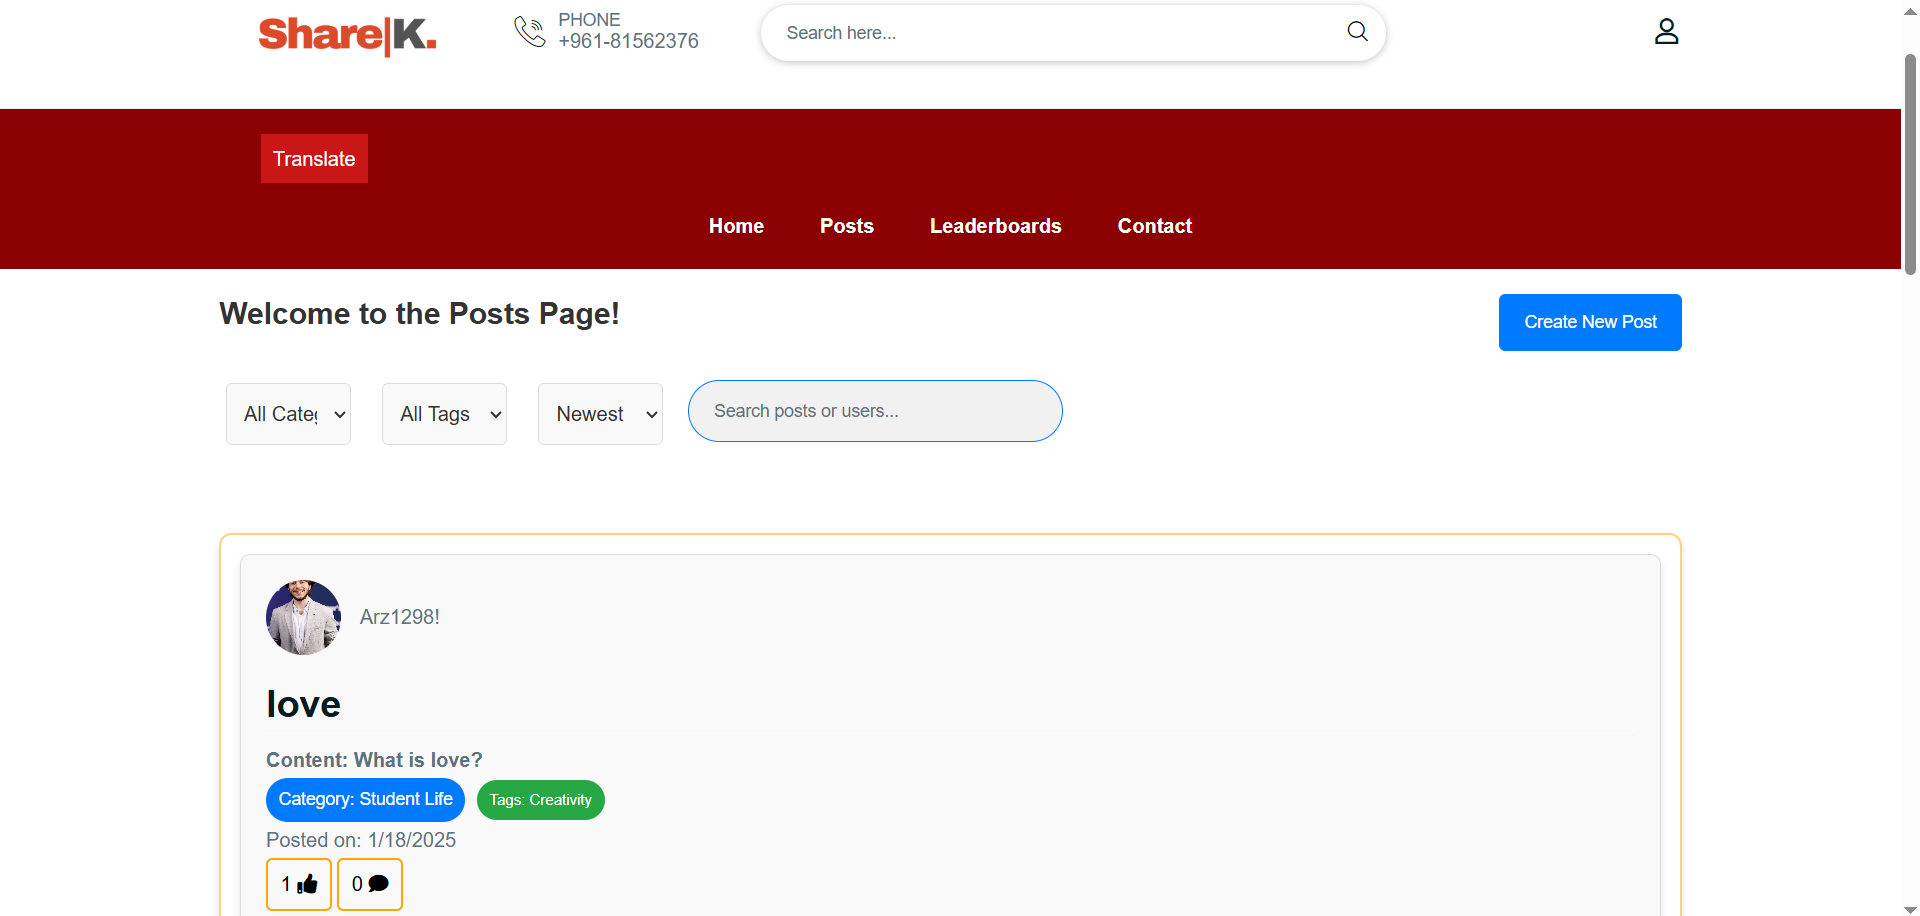 Share|K.
PHONE
+961-81562376
Search here...
Translate
Home Posts Leaderboards Contact
Welcome to the Posts Page!
Create New Post
All Categ
All Tags
Newest
Search posts or users...
Arz1298!
love
Content: What is love?
Category: Student Life
Tags: Creativity
Posted on: 1/18/2025
1
0